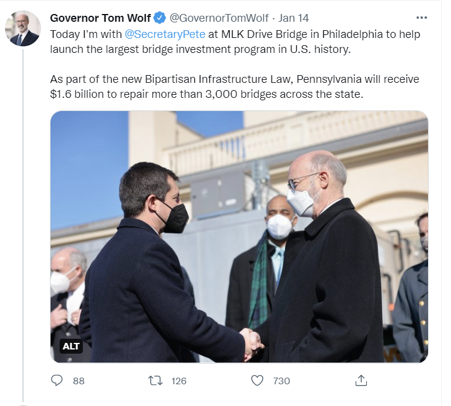 Governor Tom Wolf @GovernorTomWolf · Jan 14
Today I'm with @SecretaryPete at MLK Drive Bridge in Philadelphia to help
launch the largest bridge investment program in U.S. history.
As part of the new Bipartisan Infrastructure Law, Pennsylvania will receive
$1.6 billion to repair more than 3,000 bridges across the state.
ALT
88 126 730